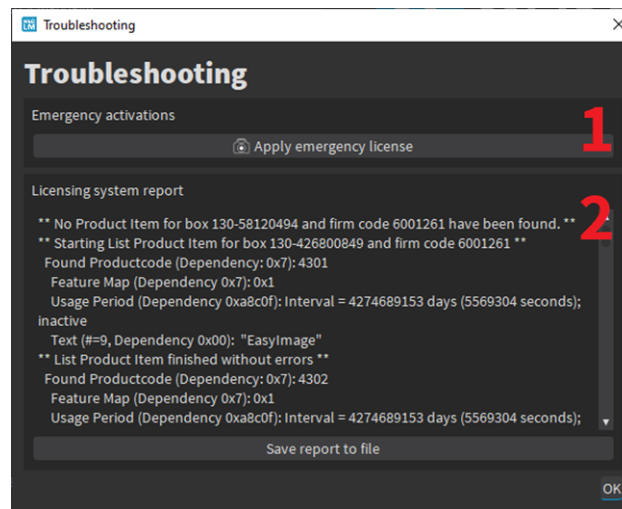 Troubleshooting
Troubleshooting
Emergency activations
1
Apply emergency license
Licensing system report
2
** No Product Item for box 130-58120494 and firm code 6001261 have been found. **
** Starting List Product Item for box 130-426800849 and firm code 6001261 **
Found Productcode (Dependency: 0x7): 4301
Feature Map (Dependency 0x7): 0x1
Usage Period (Dependency 0xa8c0f): Interval = 4274689153 days (5569304 seconds);
inactive
Text (#=9, Dependency 0x00): "EasyImage"
** List Product Item finished without errors **
Found Productcode (Dependency: 0x7): 4302
Feature Map (Dependency 0x7): 0x1
Usage Period (Dependency 0xa8c0f): Interval = 4274689153 days (5569304 seconds);
Save report to file
OK